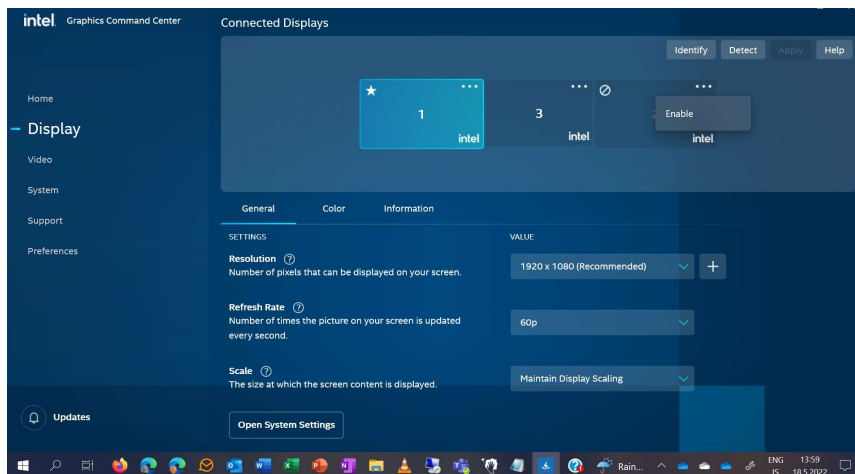 intel. Graphics Command Center
Connected Displays
Identify Detect Apply Help
Home
Display
Video
System
Support
Preferences
1
intel
3
intel
Enable
intel
General Color Information
SETTINGS VALUE
Resolution ?
Number of pixels that can be displayed on your screen.
1920 x 1080 (Recommended)
Refresh Rate ?
Number of times the picture on your screen is updated
every second.
60p
Scale ?
The size at which the screen content is displayed.
Maintain Display Scaling
Open System Settings
Updates
Rain...
ENG 13:59
IS 18.5.2022